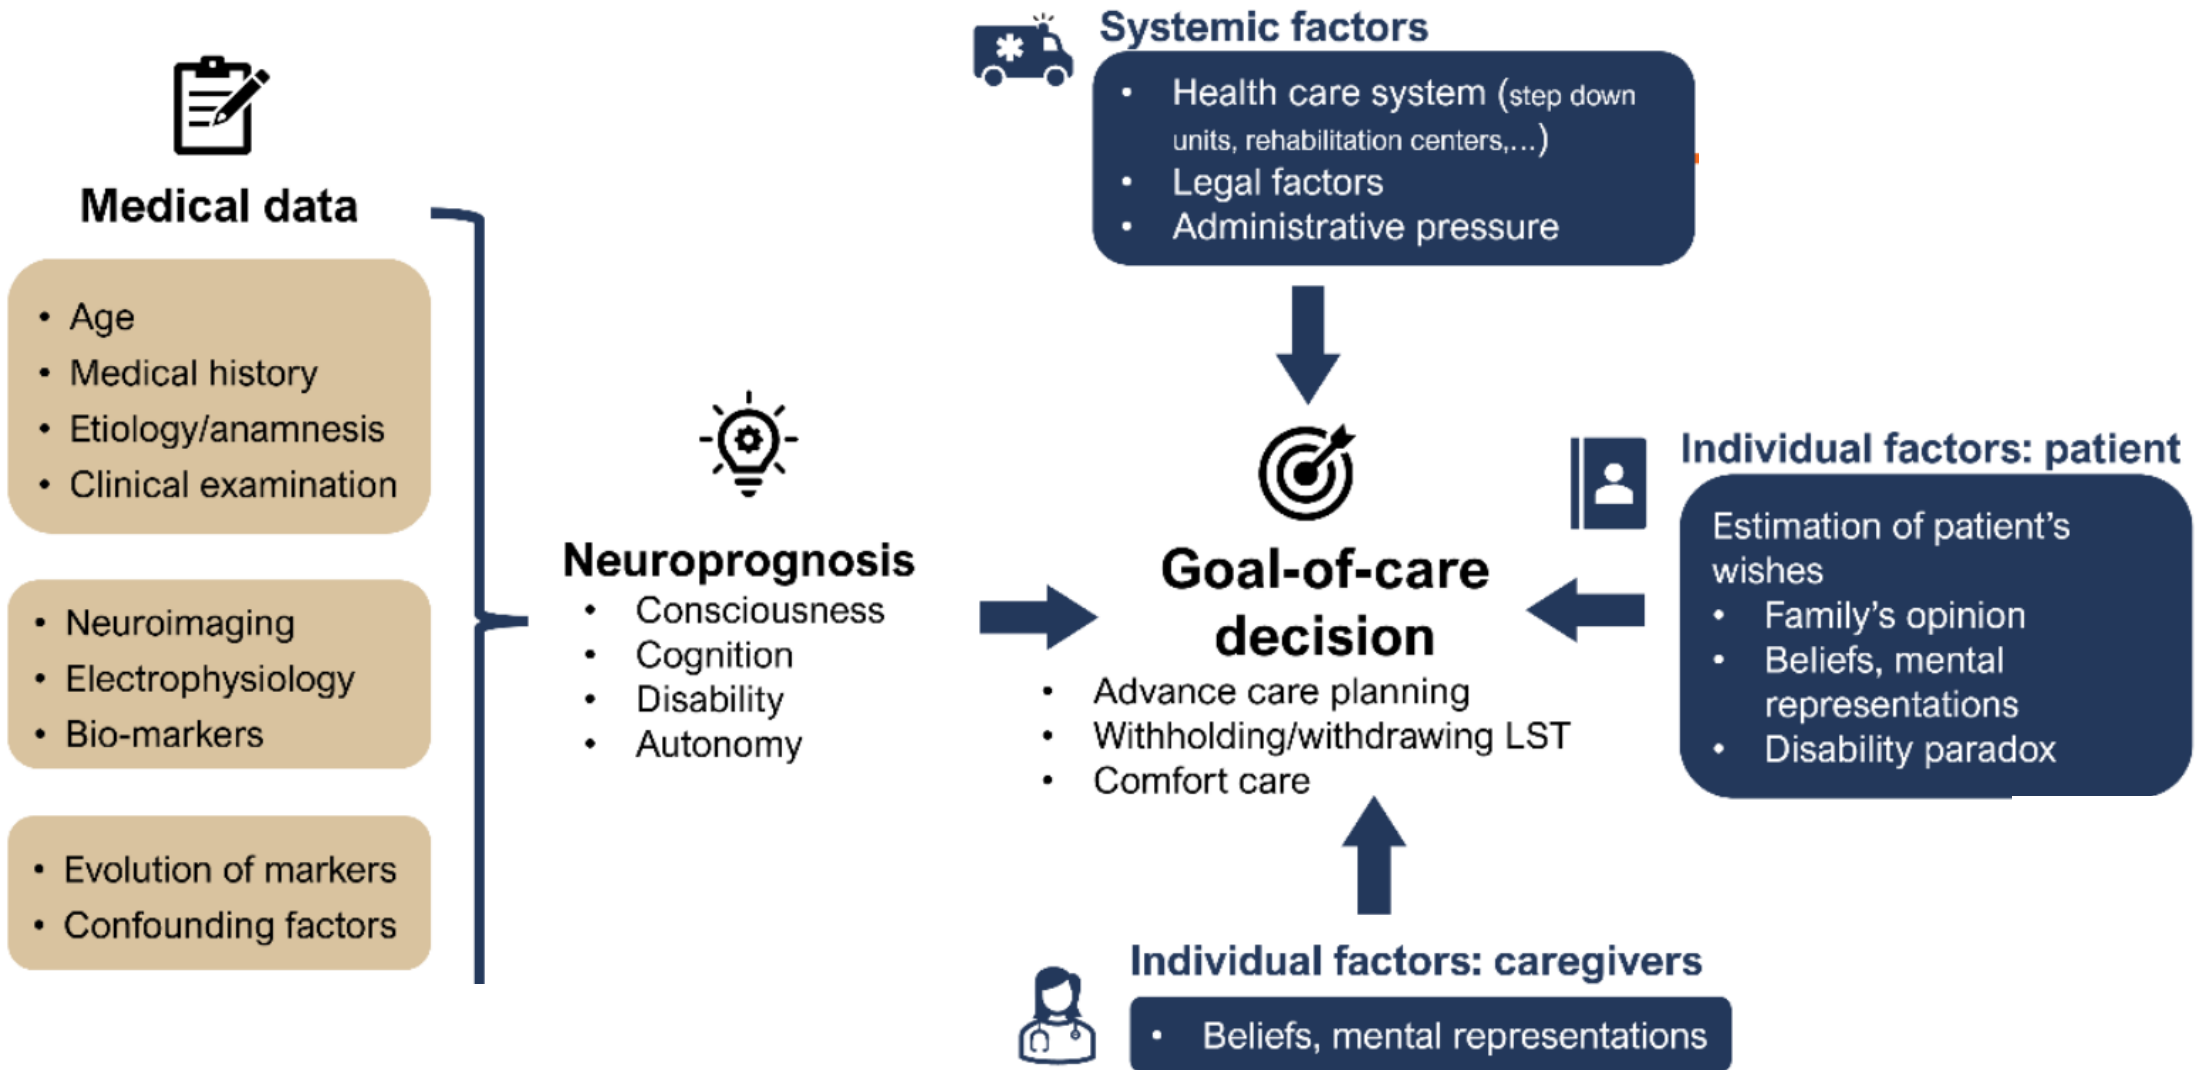 Medical data
• Age
• Medical history
• Etiology/anamnesis
• Clinical examination
• Neuroimaging
• Electrophysiology
• Bio-markers
• Evolution of markers
• Confounding factors
Neuroprognosis
• Consciousness
• Cognition
• Disability
• Autonomy
Systemic factors
• Health care system (step down
units, rehabilitation centers,...)
• Legal factors
• Administrative pressure
Goal-of-care
decision
• Advance care planning
• Withholding/withdrawing LST
• Comfort care
Individual factors: patient
Estimation of patient's
wishes
• Family's opinion
• Beliefs, mental
representations
• Disability paradox
Individual factors: caregivers
• Beliefs, mental representations